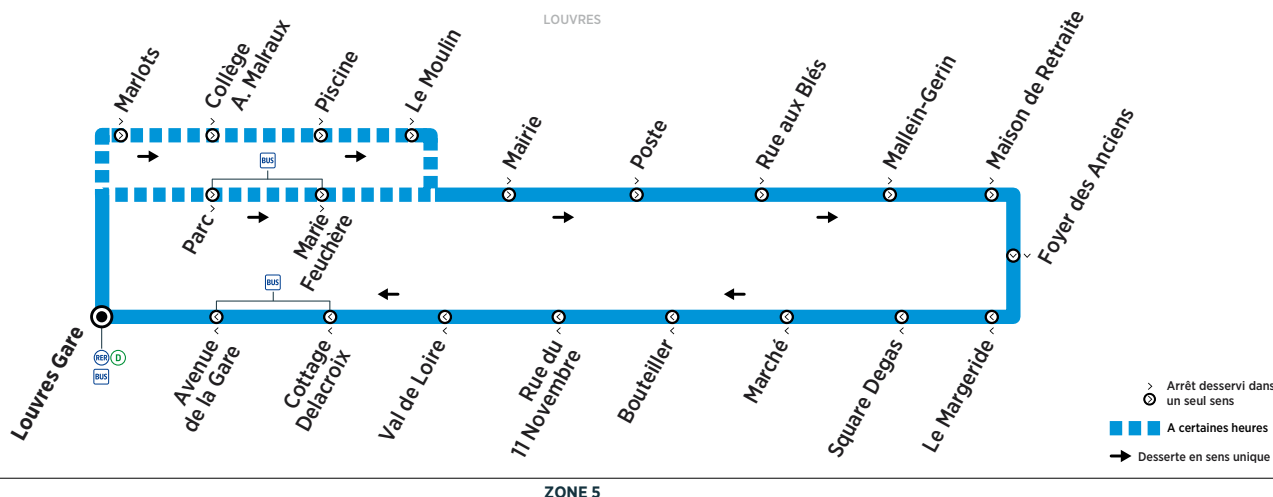 LOUVRES
Marlots
Collège
A. Malraux
Piscine
Le Moulin
Mairie
Poste
Rue aux Blés
Mallein-Gerin
Maison de Retraite
Foyer des Anciens
BUS
Parc
Marie
Feuchère
BUS
Louvres Gare
RER D
BUS
Avenue
de la Gare
Cottage
Delacroix
Val de Loire
Rue du
11 Novembre
Bouteiller
Marché
Square Degas
Le Margeride
Arrêt desservi dans
un seul sens
A certaines heures
Desserte en sens unique
ZONE 5